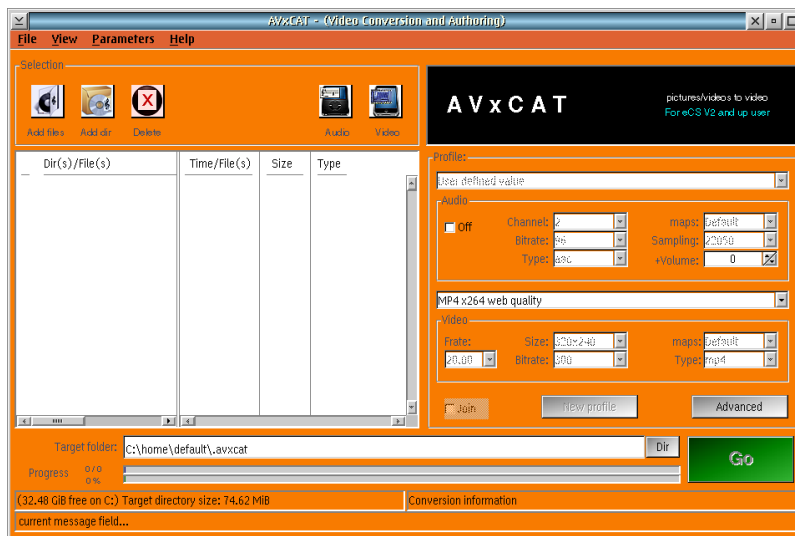 AVxCAT - (Video Conversion and Authoring)
File View Parameters Help
Selection
Add files Add dir Delete Audio Video
A V x C A T
pictures/videos to video
For eCS V2 and up user
Dir(s)/File(s) Time/File(s) Size Type
Profile:
User defined value
Audio
Off
Channel: 2 maps: Default
Bitrate: 96 Sampling: 22050
Type: aac +Volume: 0
MP4 x264 web quality
Video
Frate: Size: 320x240 maps: Default
20.00 Bitrate: 300 Type: mp4
Join New profile Advanced
Target folder: C:\home\default\.avxcat Dir
Go
Progress 0/0
0%
(32.48 GiB free on C:) Target directory size: 74.62 MiB Conversion information
current message field...